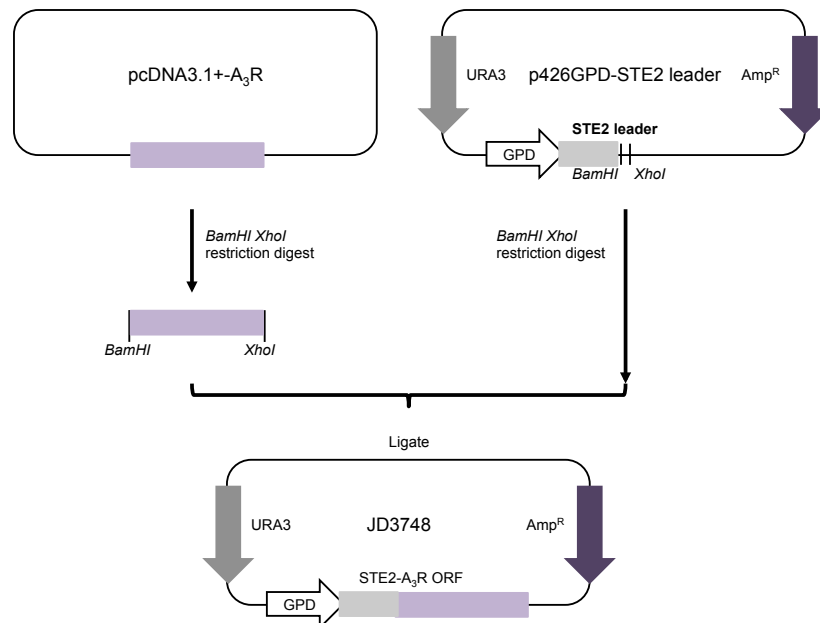 pcDNA3.1+-A₃R
URA3
p426GPD-STE2 leader
Ampᴿ
STE2 leader
GPD
BamHI
XhoI
BamHI XhoI
restriction digest
BamHI XhoI
restriction digest
BamHI
XhoI
Ligate
URA3
JD3748
Ampᴿ
STE2-A₃R ORF
GPD